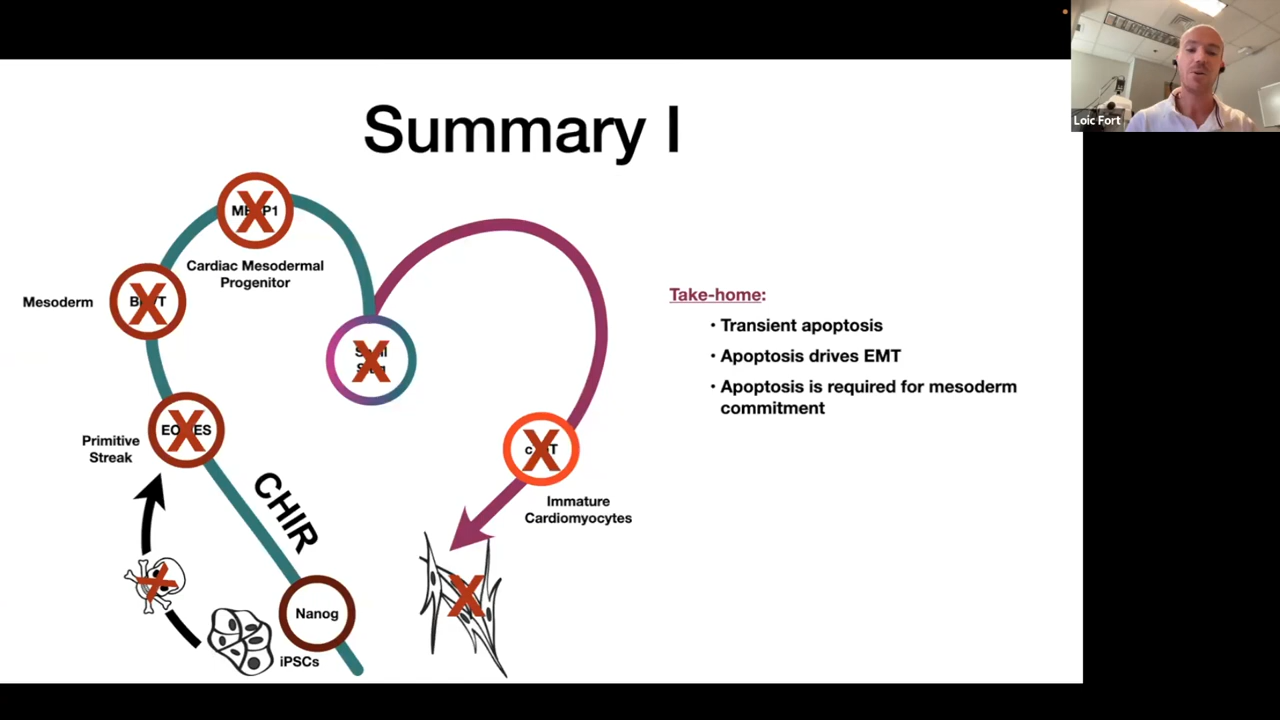 Loic Fort
Summary I
Cardiac Mesodermal
Progenitor
Mesoderm
Primitive
Streak
CHIR
Nanog
iPSCs
Immature
Cardiomyocytes
Take-home:
• Transient apoptosis
• Apoptosis drives EMT
• Apoptosis is required for mesoderm
commitment